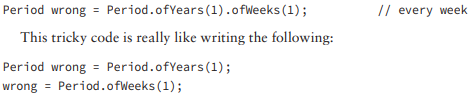 Period wrong = Period.ofYears(1).ofWeeks(1); // every week
This tricky code is really like writing the following:
Period wrong = Period.ofYears(1);
wrong = Period.ofWeeks(1);